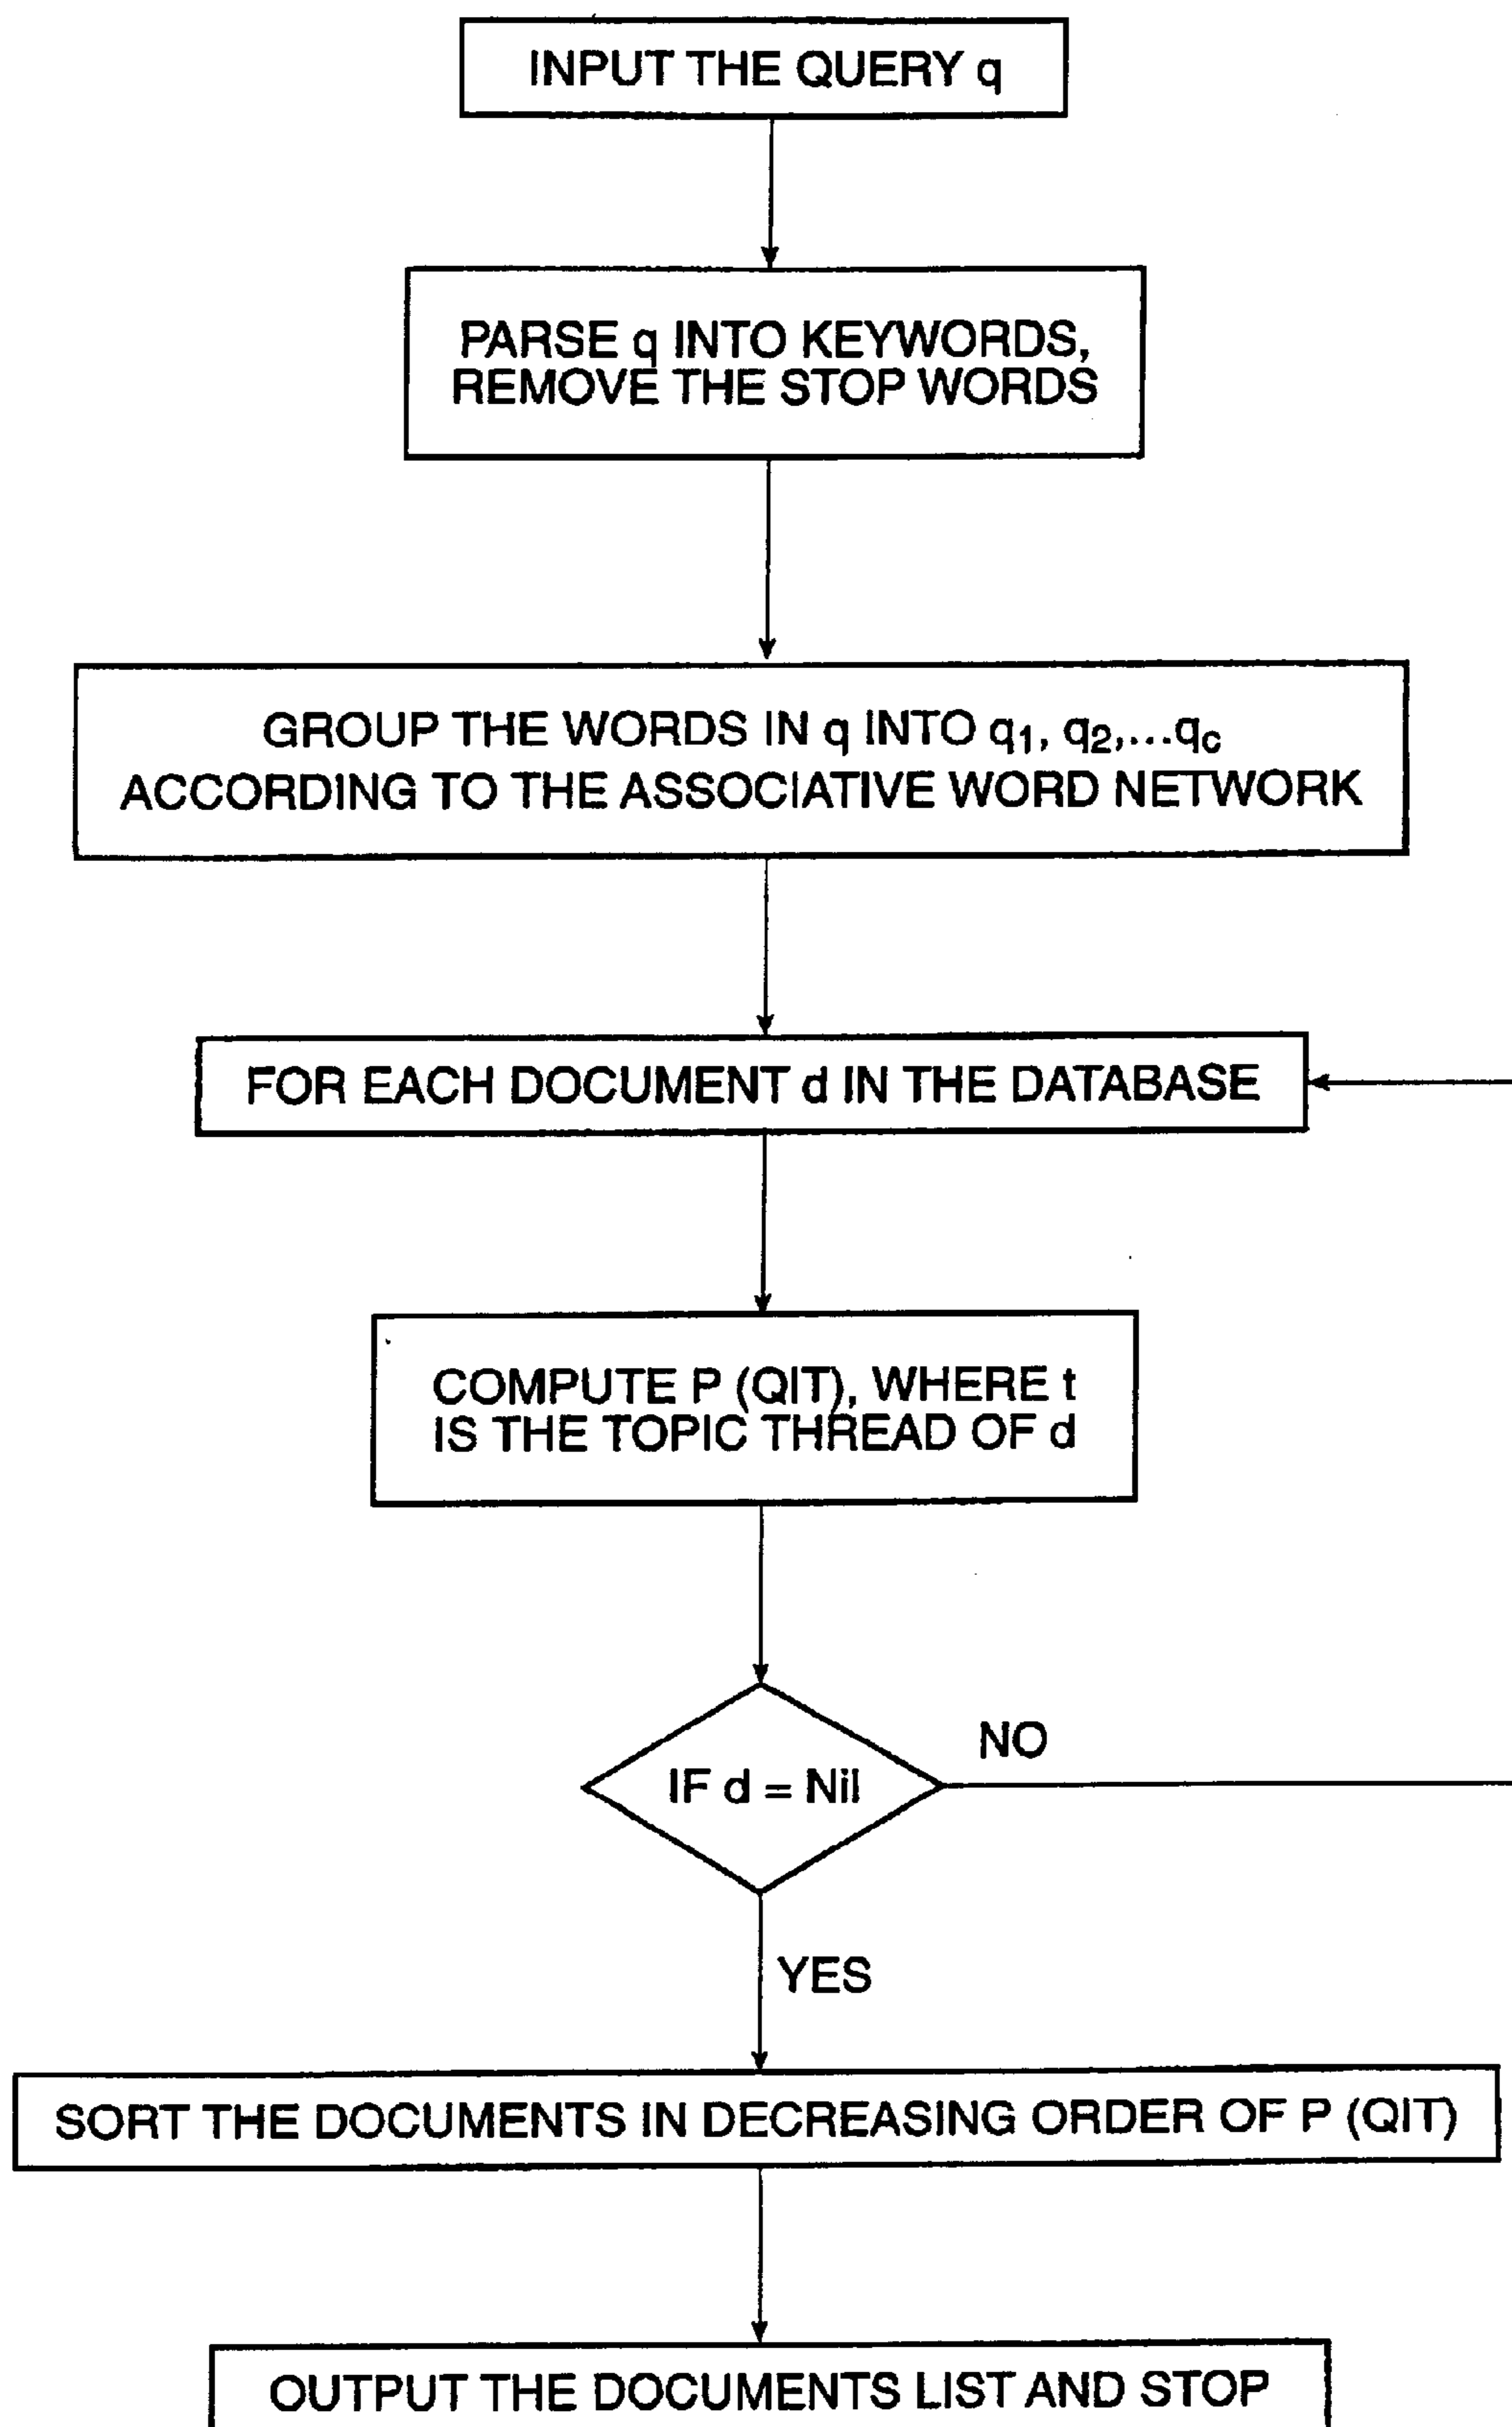 INPUT THE QUERY q
PARSE q INTO KEYWORDS,
REMOVE THE STOP WORDS
GROUP THE WORDS IN q INTO q₁, q₂,...q꜀
ACCORDING TO THE ASSOCIATIVE WORD NETWORK
FOR EACH DOCUMENT d IN THE DATABASE
COMPUTE P (QIT), WHERE t
IS THE TOPIC THREAD OF d
IF d = Nil
NO
YES
SORT THE DOCUMENTS IN DECREASING ORDER OF P (QIT)
OUTPUT THE DOCUMENTS LIST AND STOP